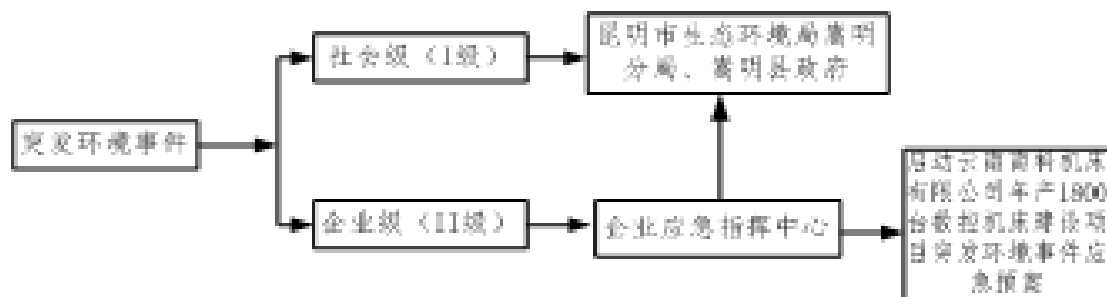 社会级（I级）
昆明市生态环境局嵩明
分局、嵩明县政府
突发环境事件
企业级（II级）
企业应急指挥中心
有限公司年产1800
台数控机床建设项
目突发环境事件应
急预案